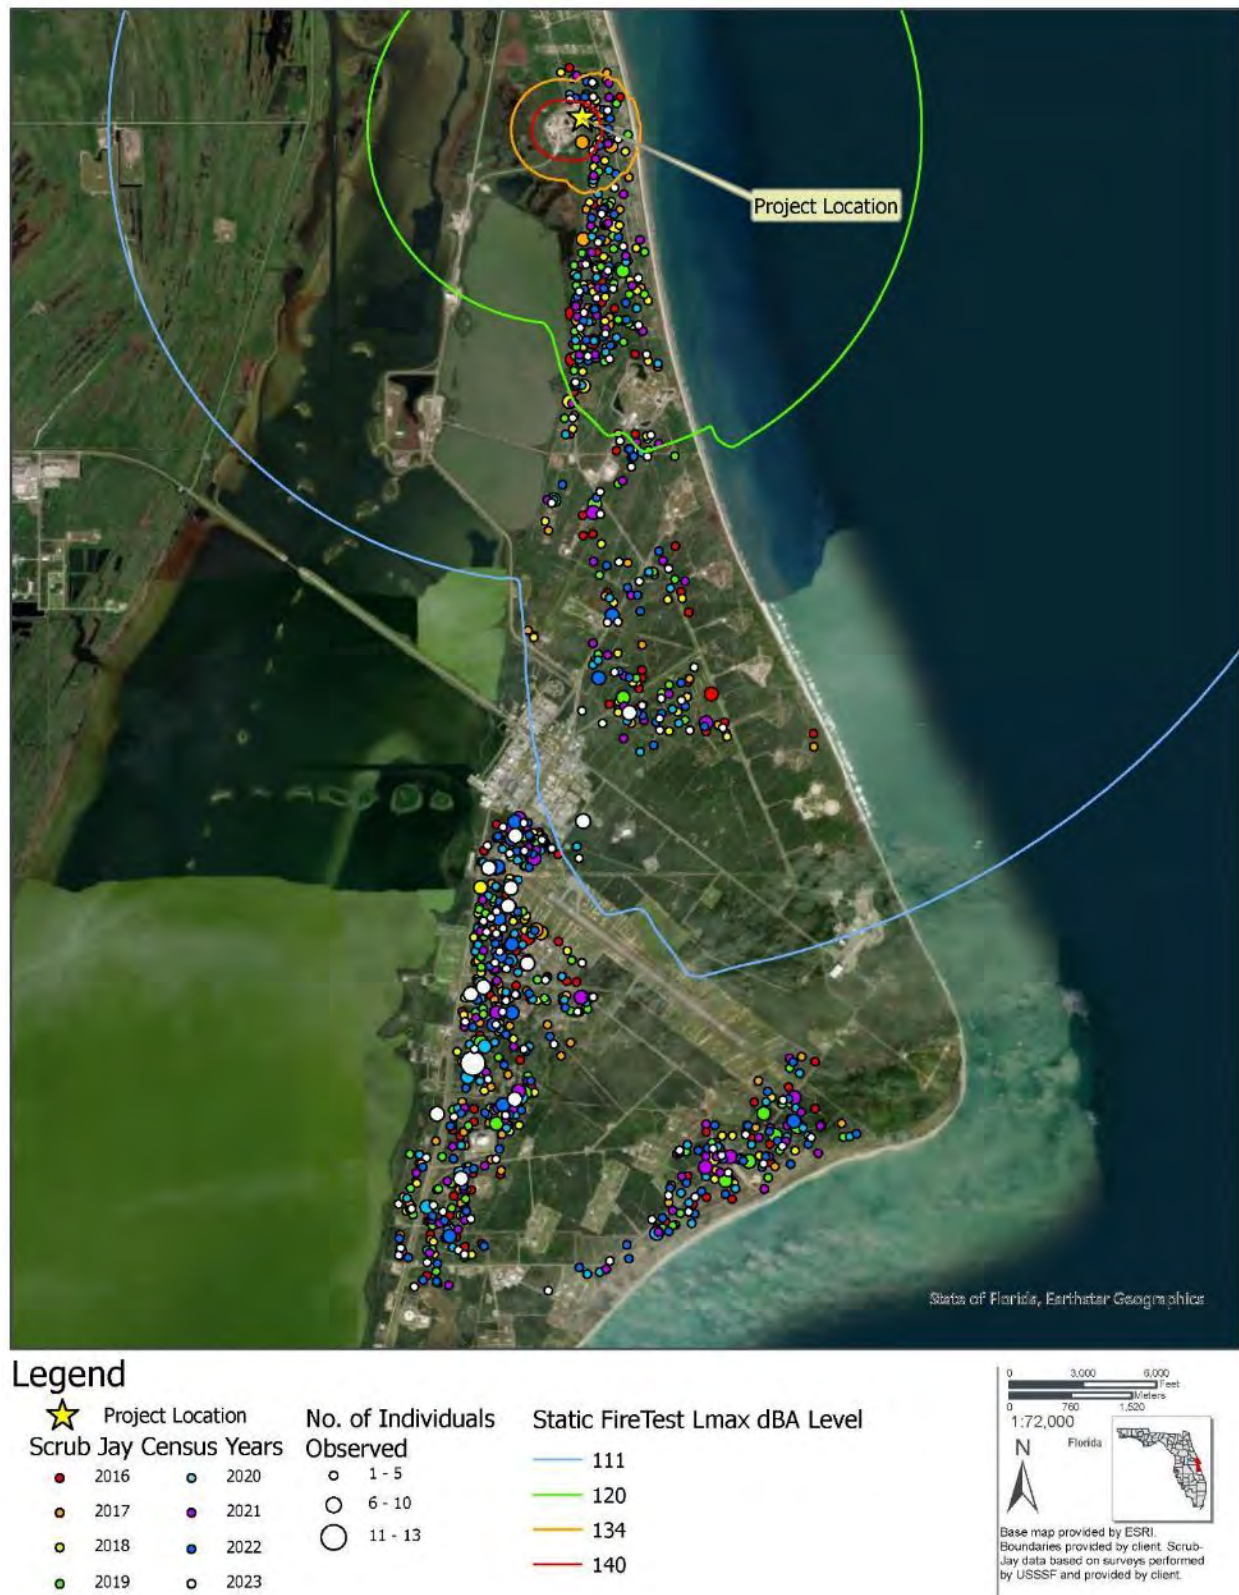 Project Location
State of Florida, Earthstar Geographics
Legend
Project Location
Scrub Jay Census Years
2016
2017
2018
2019
2020
2021
2022
2023
No. of Individuals
Observed
1 - 5
6 - 10
11 - 13
Static FireTest Lmax dBA Level
111
120
134
140
0 3,000 6,000
Feet
Meters
0 760 1,520
1:72,000
N
Florida
Base map provided by ESRI.
Boundaries provided by client. Scrub-
Jay data based on surveys performed
by USSSF and provided by client.